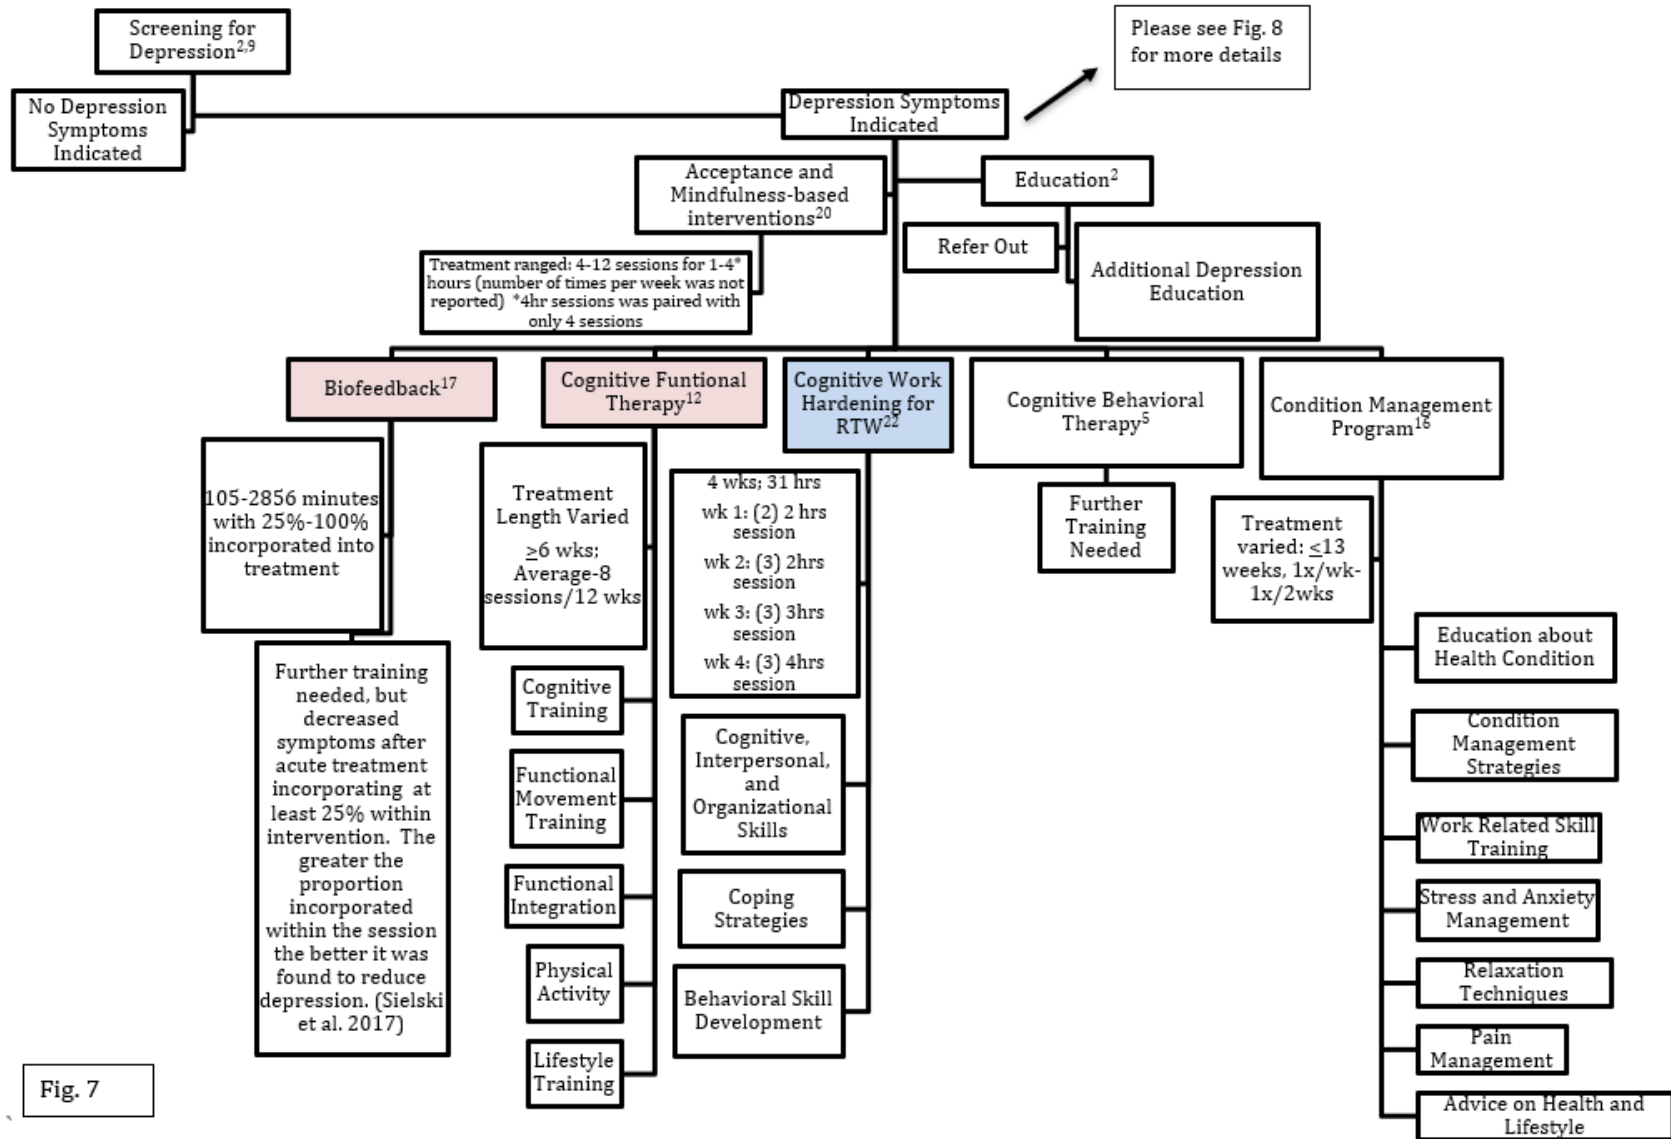 Screening for
Depression2,9
Please see Fig. 8
for more details
No Depression
Symptoms
Indicated
Depression Symptoms
Indicated
Acceptance and
Mindfulness-based
interventions20
Education2
Refer Out
Additional Depression
Education
Treatment ranged: 4-12 sessions for 1-4*
hours (number of times per week was not
reported) *4hr sessions was paired with
only 4 sessions
Biofeedback17
105-2856 minutes
with 25%-100%
incorporated into
treatment
Further training
needed, but
decreased
symptoms after
acute treatment
incorporating at
least 25% within
intervention. The
greater the
proportion
incorporated
within the session
the better it was
found to reduce
depression. (Sielski
et al. 2017)
Cognitive Funtional
Therapy12
Treatment
Length Varied
≥6 wks;
Average-8
sessions/12 wks
Cognitive
Training
Functional
Movement
Training
Functional
Integration
Physical
Activity
Lifestyle
Training
Cognitive Work
Hardening for
RTW22
4 wks; 31 hrs
wk 1: (2) 2 hrs
session
wk 2: (3) 2hrs
session
wk 3: (3) 3hrs
session
wk 4: (3) 4hrs
session
Cognitive,
Interpersonal,
and
Organizational
Skills
Coping
Strategies
Behavioral Skill
Development
Cognitive Behavioral
Therapy5
Further
Training
Needed
Condition Management
Program16
Treatment
varied: ≤13
weeks, 1x/wk-
1x/2wks
Education about
Health Condition
Condition
Management
Strategies
Work Related Skill
Training
Stress and Anxiety
Management
Relaxation
Techniques
Pain
Management
Advice on Health and
Lifestyle
Fig. 7
`